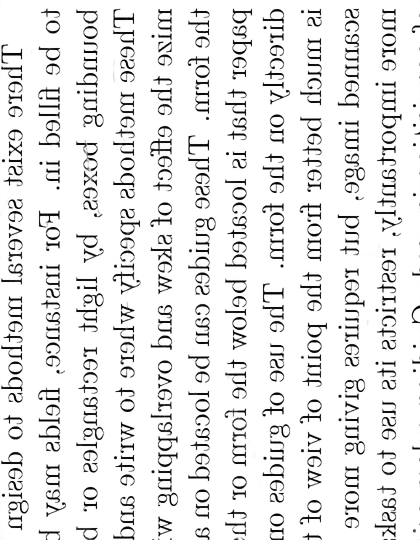 There exist several methods to design
to be filled in. For instance, fields may b
bounding boxes, by light rectangles or b
These methods specify where to write and
mize the effect of skew and overlapping w
the form. These guides can be located on a
paper that is located below the form or th
directly on the form. The use of guides on
is much better from the point of view of t
scanned image, but requires giving more
more importantly, restricts its use to task